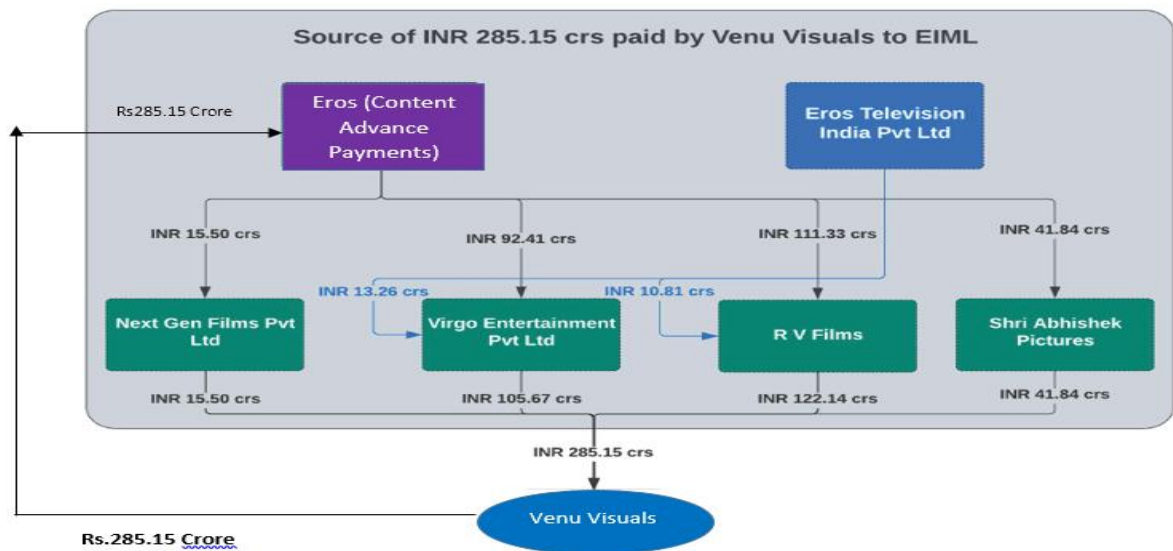 Source of INR 285.15 crs paid by Venu Visuals to EIML
Rs285.15 Crore
Eros (Content
Advance
Payments)
Eros Television
India Pvt Ltd
INR 15.50 crs
INR 92.41 crs
INR 111.33 crs
INR 41.84 crs
INR 13.26 crs
INR 10.81 crs
Next Gen Films Pvt
Ltd
Virgo Entertainment
Pvt Ltd
R V Films
Shri Abhishek
Pictures
INR 15.50 crs
INR 105.67 crs
INR 122.14 crs
INR 41.84 crs
INR 285.15 crs
Venu Visuals
Rs.285.15 Crore